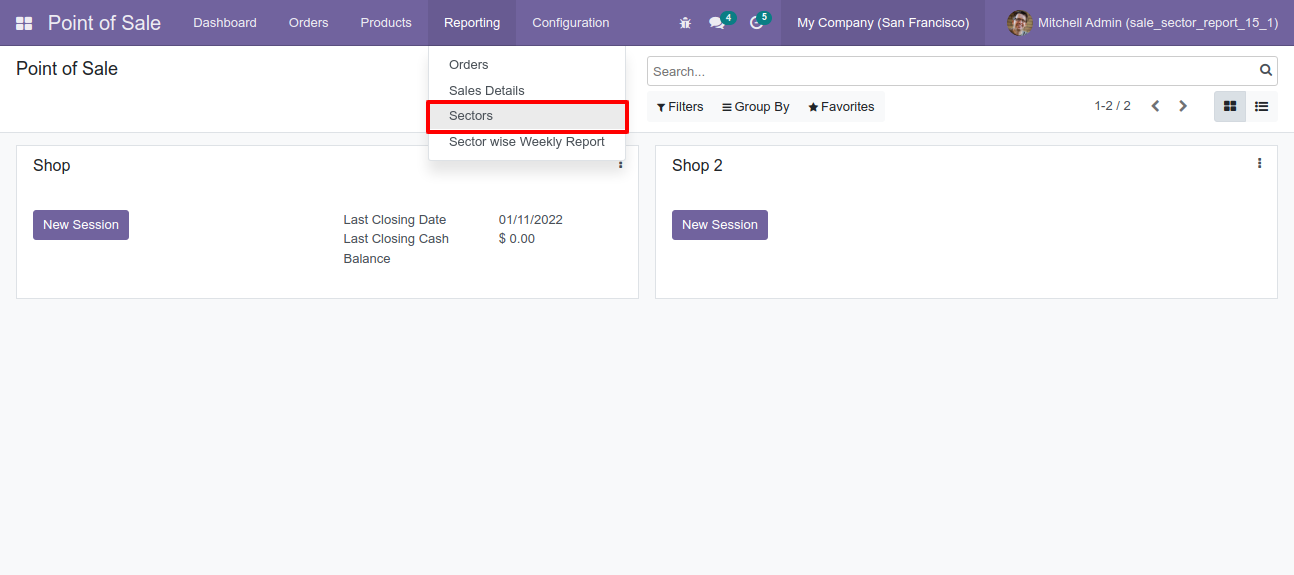 Point of Sale Dashboard Orders Products Reporting Configuration 4 5 My Company (San Francisco) Mitchell Admin (sale_sector_report_15_1)
Point of Sale
Orders
Sales Details
Sectors
Sector wise Weekly Report
Search...
Filters Group By Favorites 1-2 / 2
Shop
New Session
Last Closing Date 01/11/2022
Last Closing Cash $ 0.00
Balance
Shop 2
New Session